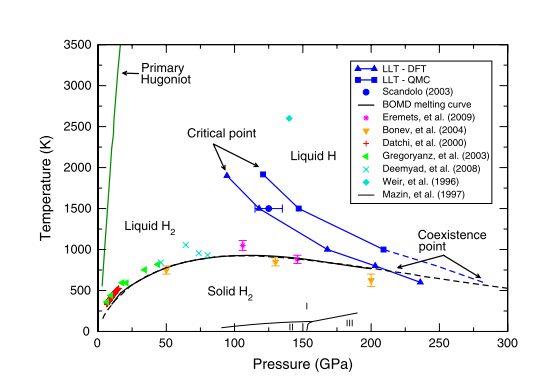 3500
3000
2500
2000
1500
1000
500
0
Temperature (K)
Primary
Hugoniot
Critical point
Liquid H
Liquid H2
Solid H2
Coexistence
point
I
II
III
LLT - DFT
LLT - QMC
Scandolo (2003)
BOMD melting curve
Eremets, et al. (2009)
Bonev, et al. (2004)
Datchi, et al. (2000)
Gregoryanz, et al. (2003)
Deemyad, et al. (2008)
Weir, et al. (1996)
Mazin, et al. (1997)
0 50 100 150 200 250 300
Pressure (GPa)